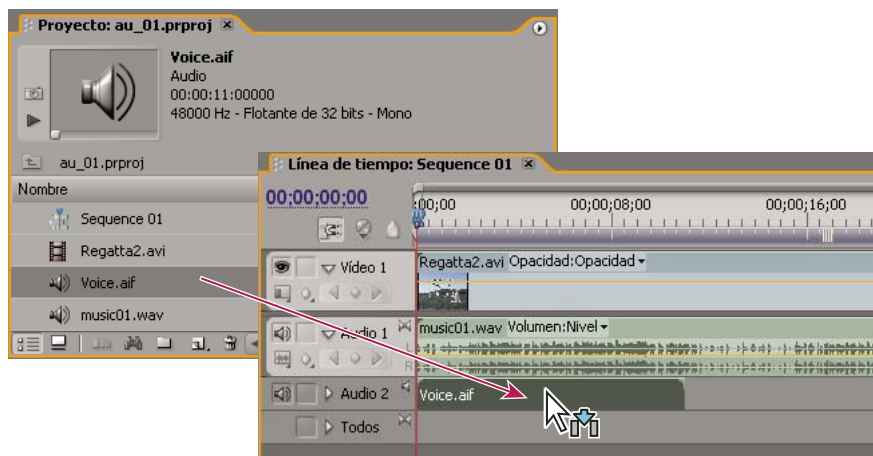 Proyecto: au_01.prproj
Voice.aif
Audio
00:00:11:00000
48000 Hz - Flotante de 32 bits - Mono
au_01.prproj
Nombre
Sequence 01
Regatta2.avi
Voice.aif
music01.wav
Línea de tiempo: Sequence 01
00;00;00;00
:00;00 00;00;08;00 00;00;16;00
Vídeo 1
Regatta2.avi Opacidad:Opacidad
Audio 1
music01.wav Volumen:Nivel
L
R
Audio 2
Voice.aif
Todos